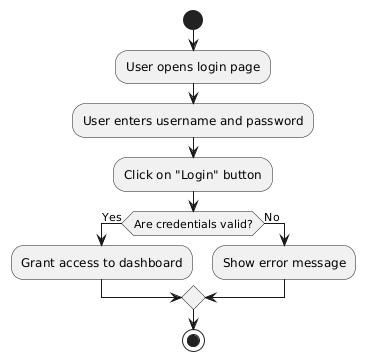 User opens login page
User enters username and password
Click on "Login" button
Yes
Are credentials valid?
No
Grant access to dashboard
Show error message